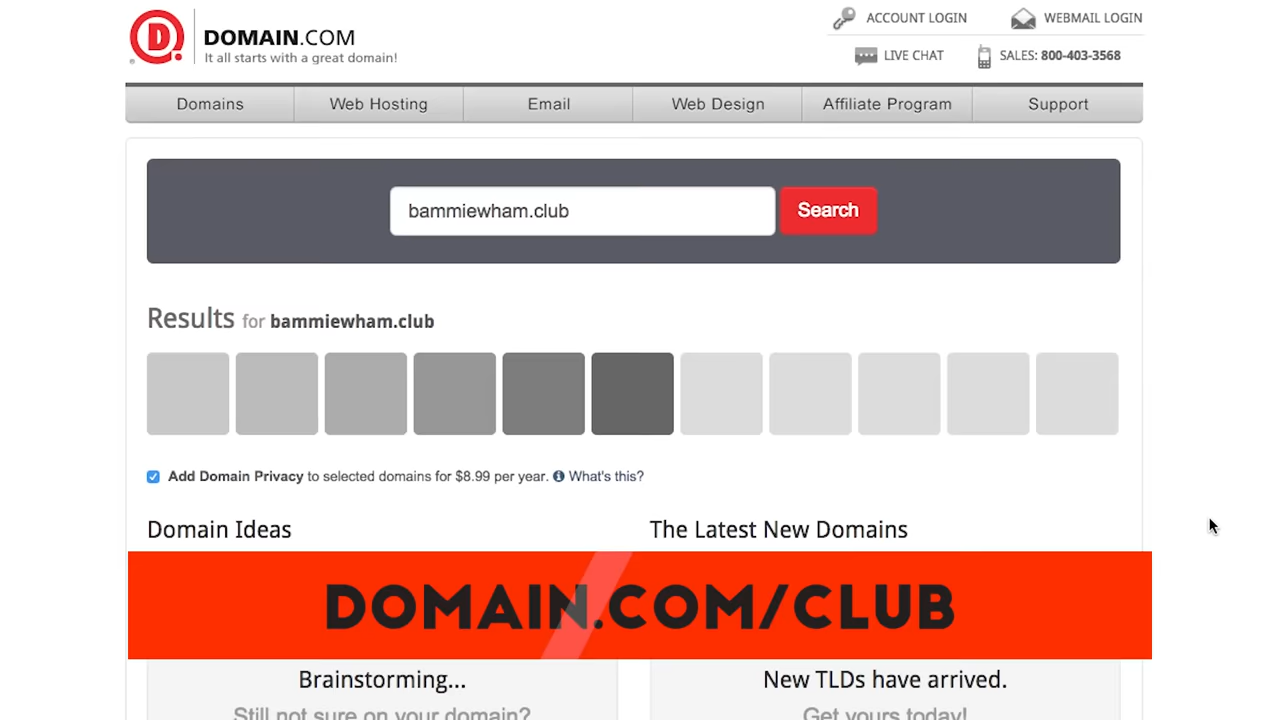 DOMAIN.COM
It all starts with a great domain!
ACCOUNT LOGIN
WEBMAIL LOGIN
LIVE CHAT
SALES: 800-403-3568
Domains
Web Hosting
Email
Web Design
Affiliate Program
Support
bammiewham.club
Search
Results for bammiewham.club
Add Domain Privacy to selected domains for $8.99 per year. What's this?
Domain Ideas
The Latest New Domains
DOMAIN.COM/CLUB
Brainstorming...
New TLDs have arrived.
Still not sure on your domain?
Get yours today!